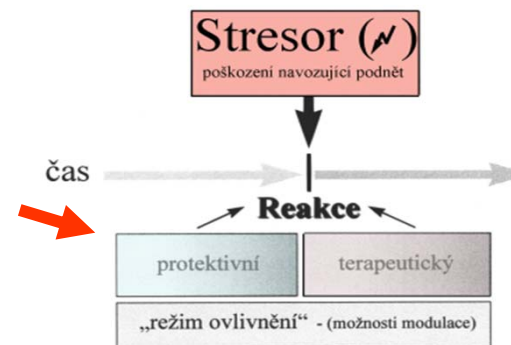 Stresor ()
poškození navozující podnět
čas
Reakce
protektivní
terapeutický
„režim ovlivnění“ - (možnosti modulace)